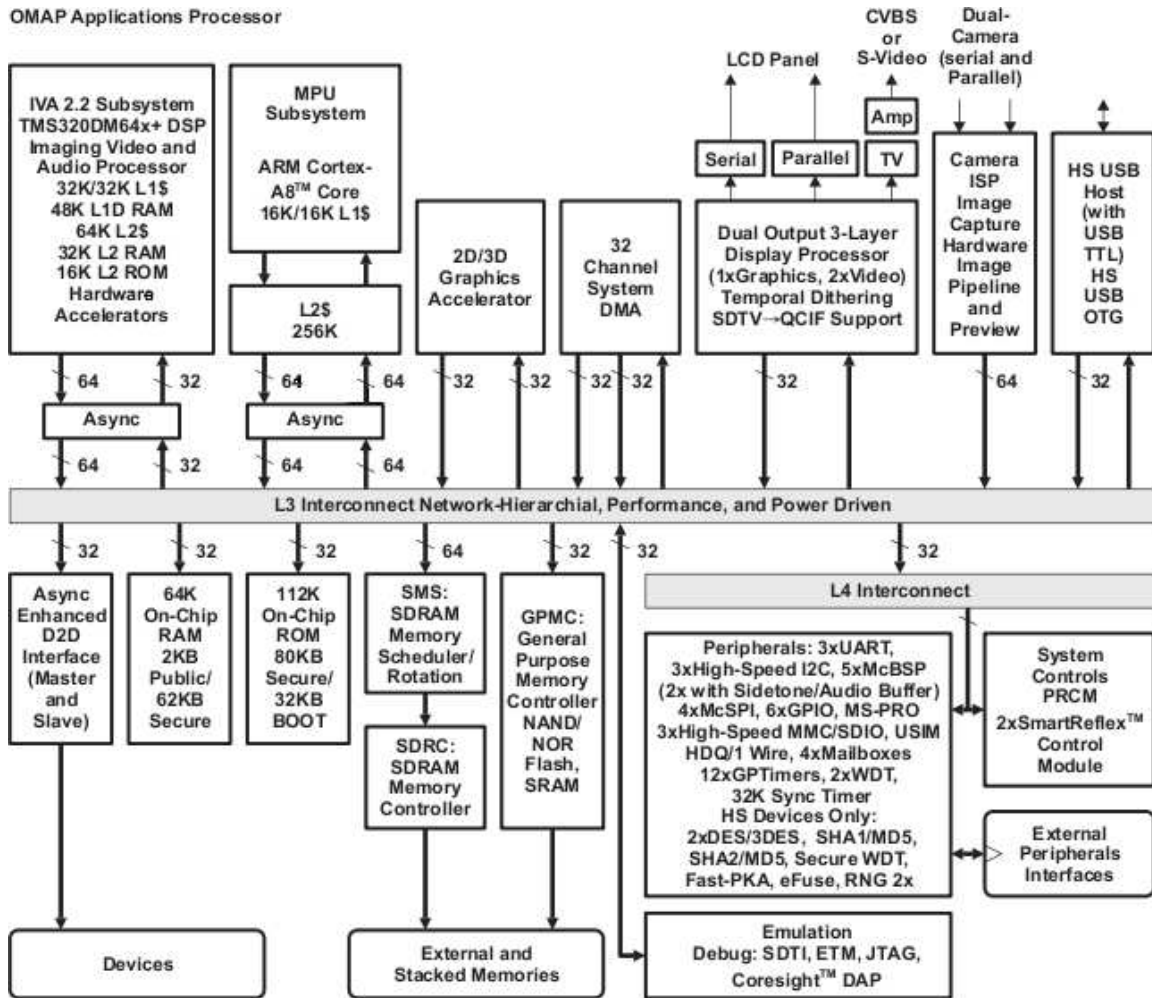 OMAP Applications Processor
IVA 2.2 Subsystem
TMS320DM64x+ DSP
Imaging Video and
Audio Processor
32K/32K L1$
48K L1D RAM
64K L2$
32K L2 RAM
16K L2 ROM
Hardware
Accelerators
MPU
Subsystem
ARM Cortex-
A8™ Core
16K/16K L1$
L2$
256K
2D/3D
Graphics
Accelerator
32
Channel
System
DMA
LCD Panel
CVBS
or
S-Video
Amp
Serial
Parallel
TV
Dual Output 3-Layer
Display Processor
(1xGraphics, 2xVideo)
Temporal Dithering
SDTV→QCIF Support
Dual-
Camera
(serial and
Parallel)
Camera
ISP
Image
Capture
Hardware
Image
Pipeline
and
Preview
HS USB
Host
(with
USB
TTL)
HS
USB
OTG
64
32
64
64
32
32
32
32
32
64
32
Async
Async
64
32
64
64
L3 Interconnect Network-Hierarchial, Performance, and Power Driven
32
32
32
64
32
32
32
Async
Enhanced
D2D
Interface
(Master
and
Slave)
64K
On-Chip
RAM
2KB
Public/
62KB
Secure
112K
On-Chip
ROM
80KB
Secure/
32KB
BOOT
SMS:
SDRAM
Memory
Scheduler/
Rotation
SDRC:
SDRAM
Memory
Controller
GPMC:
General
Purpose
Memory
Controller
NAND/
NOR
Flash,
SRAM
L4 Interconnect
Peripherals: 3xUART,
3xHigh-Speed I2C, 5xMcBSP
(2x with Sidetone/Audio Buffer)
4xMcSPI, 6xGPIO, MS-PRO
3xHigh-Speed MMC/SDIO, USIM
HDQ/1 Wire, 4xMailboxes
12xGPTimers, 2xWDT,
32K Sync Timer
HS Devices Only:
2xDES/3DES, SHA1/MD5,
SHA2/MD5, Secure WDT,
Fast-PKA, eFuse, RNG 2x
System
Controls
PRCM
2xSmartReflex™
Control
Module
External
Peripherals
Interfaces
Devices
External and
Stacked Memories
Emulation
Debug: SDTI, ETM, JTAG,
Coresight™ DAP